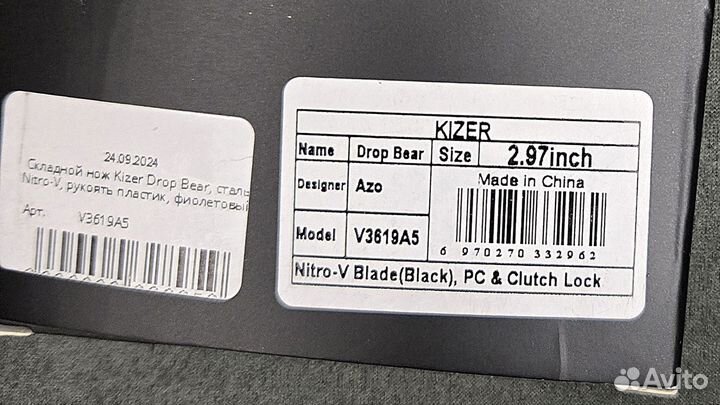 24.09.2024
Складной нож Kizer Drop Bear, сталь
Nitro-V, рукоять пластик, фиолетовый
Арт. V3619A5
KIZER
Name Drop Bear Size 2.97inch
Designer Azo
Made in China
Model V3619A5
6 970270 332962
Nitro-V Blade(Black), PC & Clutch Lock
Avito